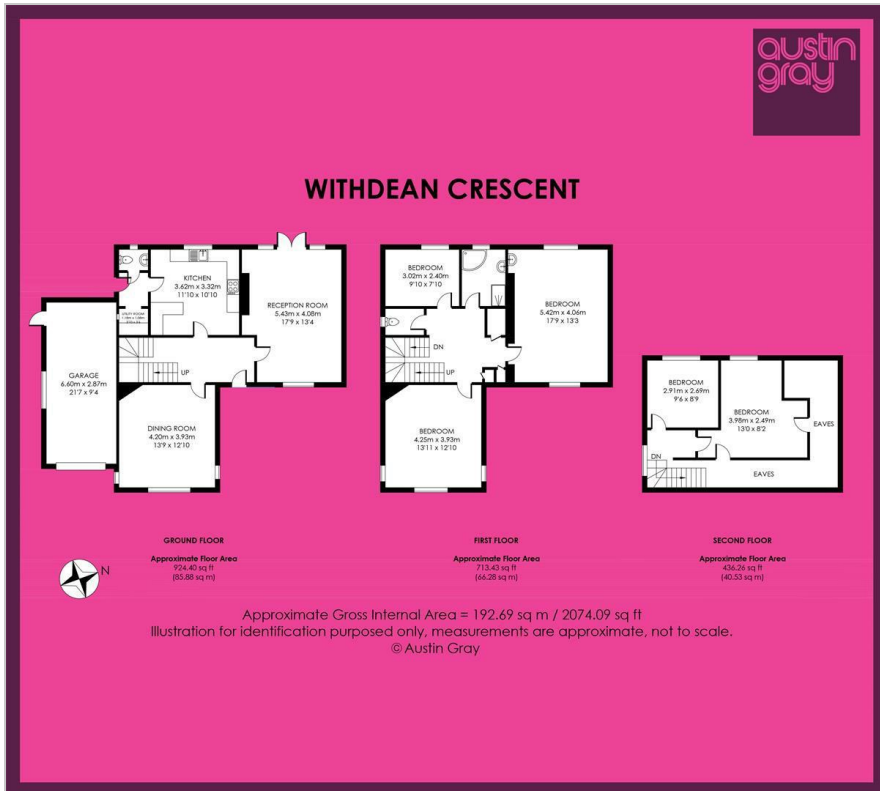 austin
gray
WITHDEAN CRESCENT
KITCHEN
3.62m x 3.32m
11'10 x 10'10
RECEPTION ROOM
5.43m x 4.08m
17'9 x 13'4
UTILITY ROOM
UP
GARAGE
6.60m x 2.87m
21'7 x 9'4
DINING ROOM
4.20m x 3.93m
13'9 x 12'10
BEDROOM
3.02m x 2.40m
9'10 x 7'10
BEDROOM
5.42m x 4.06m
17'9 x 13'3
DN
UP
BEDROOM
4.25m x 3.93m
13'11 x 12'10
BEDROOM
2.91m x 2.69m
9'6 x 8'9
BEDROOM
3.98m x 2.49m
13'0 x 8'2
EAVES
DN
EAVES
GROUND FLOOR
Approximate Floor Area
924.40 sq ft
(85.88 sq m)
FIRST FLOOR
Approximate Floor Area
713.43 sq ft
(66.28 sq m)
SECOND FLOOR
Approximate Floor Area
436.26 sq ft
(40.53 sq m)
N
Approximate Gross Internal Area = 192.69 sq m / 2074.09 sq ft
Illustration for identification purposed only, measurements are approximate, not to scale.
© Austin Gray